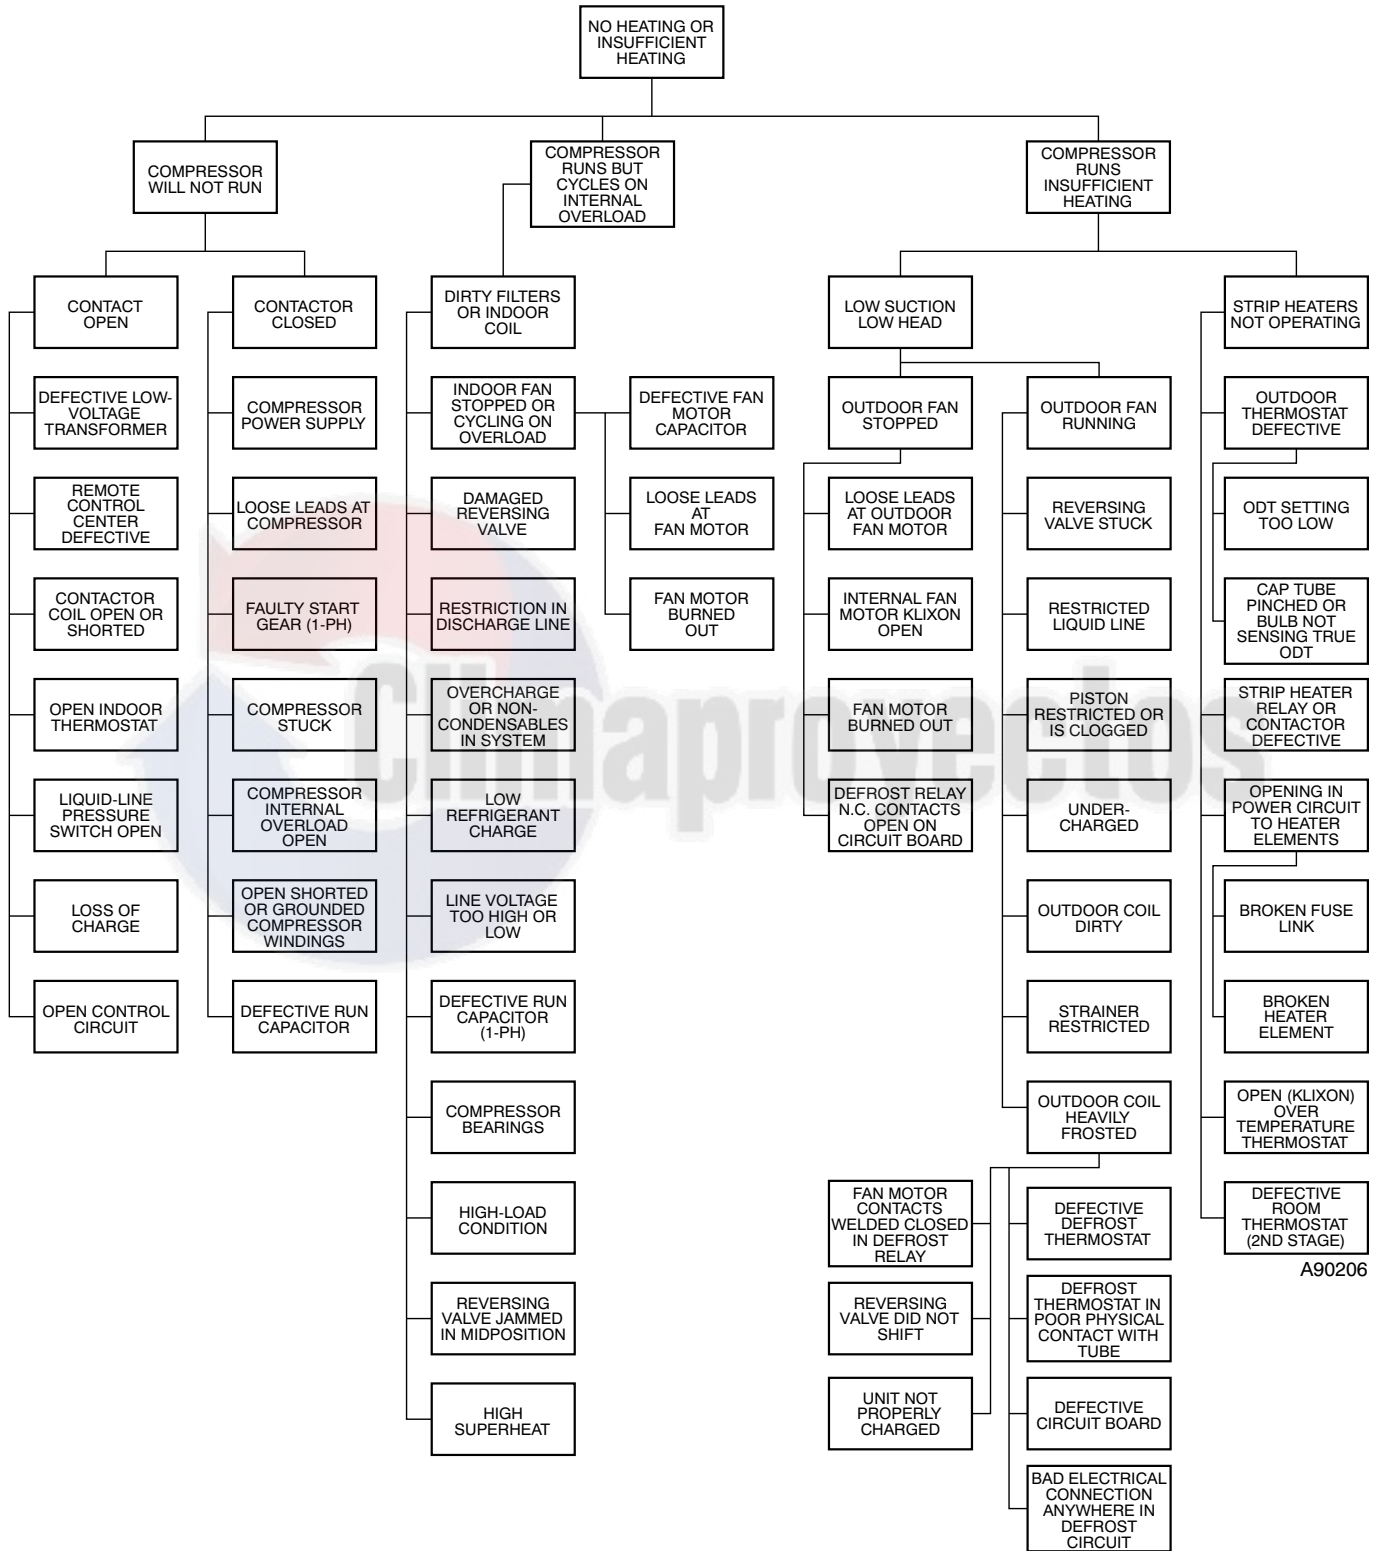 NO HEATING OR
INSUFFICIENT
HEATING
COMPRESSOR
WILL NOT RUN
COMPRESSOR
RUNS BUT
CYCLES ON
INTERNAL
OVERLOAD
COMPRESSOR
RUNS
INSUFFICIENT
HEATING
CONTACT
OPEN
DEFECTIVE LOW-
VOLTAGE
TRANSFORMER
REMOTE
CONTROL
CENTER
DEFECTIVE
CONTACTOR
COIL OPEN OR
SHORTED
OPEN INDOOR
THERMOSTAT
LIQUID-LINE
PRESSURE
SWITCH OPEN
LOSS OF
CHARGE
OPEN CONTROL
CIRCUIT
CONTACTOR
CLOSED
COMPRESSOR
POWER SUPPLY
LOOSE LEADS AT
COMPRESSOR
FAULTY START
GEAR (1-PH)
COMPRESSOR
STUCK
COMPRESSOR
INTERNAL
OVERLOAD
OPEN
OPEN SHORTED
OR GROUNDED
COMPRESSOR
WINDINGS
DEFECTIVE RUN
CAPACITOR
DIRTY FILTERS
OR INDOOR
COIL
INDOOR FAN
STOPPED OR
CYCLING ON
OVERLOAD
DAMAGED
REVERSING
VALVE
RESTRICTION IN
DISCHARGE LINE
OVERCHARGE
OR NON-
CONDENSABLES
IN SYSTEM
LOW
REFRIGERANT
CHARGE
LINE VOLTAGE
TOO HIGH OR
LOW
DEFECTIVE RUN
CAPACITOR
(1-PH)
COMPRESSOR
BEARINGS
HIGH-LOAD
CONDITION
REVERSING
VALVE JAMMED
IN MIDPOSITION
HIGH
SUPERHEAT
DEFECTIVE FAN
MOTOR
CAPACITOR
LOOSE LEADS
AT
FAN MOTOR
FAN MOTOR
BURNED
OUT
LOW SUCTION
LOW HEAD
OUTDOOR FAN
STOPPED
LOOSE LEADS
AT OUTDOOR
FAN MOTOR
INTERNAL FAN
MOTOR KLIXON
OPEN
FAN MOTOR
BURNED OUT
DEFROST RELAY
N.C. CONTACTS
OPEN ON
CIRCUIT BOARD
OUTDOOR FAN
RUNNING
REVERSING
VALVE STUCK
RESTRICTED
LIQUID LINE
PISTON
RESTRICTED OR
IS CLOGGED
UNDER-
CHARGED
OUTDOOR COIL
DIRTY
STRAINER
RESTRICTED
OUTDOOR COIL
HEAVILY
FROSTED
FAN MOTOR
CONTACTS
WELDED CLOSED
IN DEFROST
RELAY
REVERSING
VALVE DID NOT
SHIFT
UNIT NOT
PROPERLY
CHARGED
DEFECTIVE
DEFROST
THERMOSTAT
DEFROST
THERMOSTAT IN
POOR PHYSICAL
CONTACT WITH
TUBE
DEFECTIVE
CIRCUIT BOARD
BAD ELECTRICAL
CONNECTION
ANYWHERE IN
DEFROST
CIRCUIT
STRIP HEATERS
NOT OPERATING
OUTDOOR
THERMOSTAT
DEFECTIVE
ODT SETTING
TOO LOW
CAP TUBE
PINCHED OR
BULB NOT
SENSING TRUE
ODT
STRIP HEATER
RELAY OR
CONTACTOR
DEFECTIVE
OPENING IN
POWER CIRCUIT
TO HEATER
ELEMENTS
BROKEN FUSE
LINK
BROKEN
HEATER
ELEMENT
OPEN (KLIXON)
OVER
TEMPERATURE
THERMOSTAT
DEFECTIVE
ROOM
THERMOSTAT
(2ND STAGE)
A90206
Climaproyectos